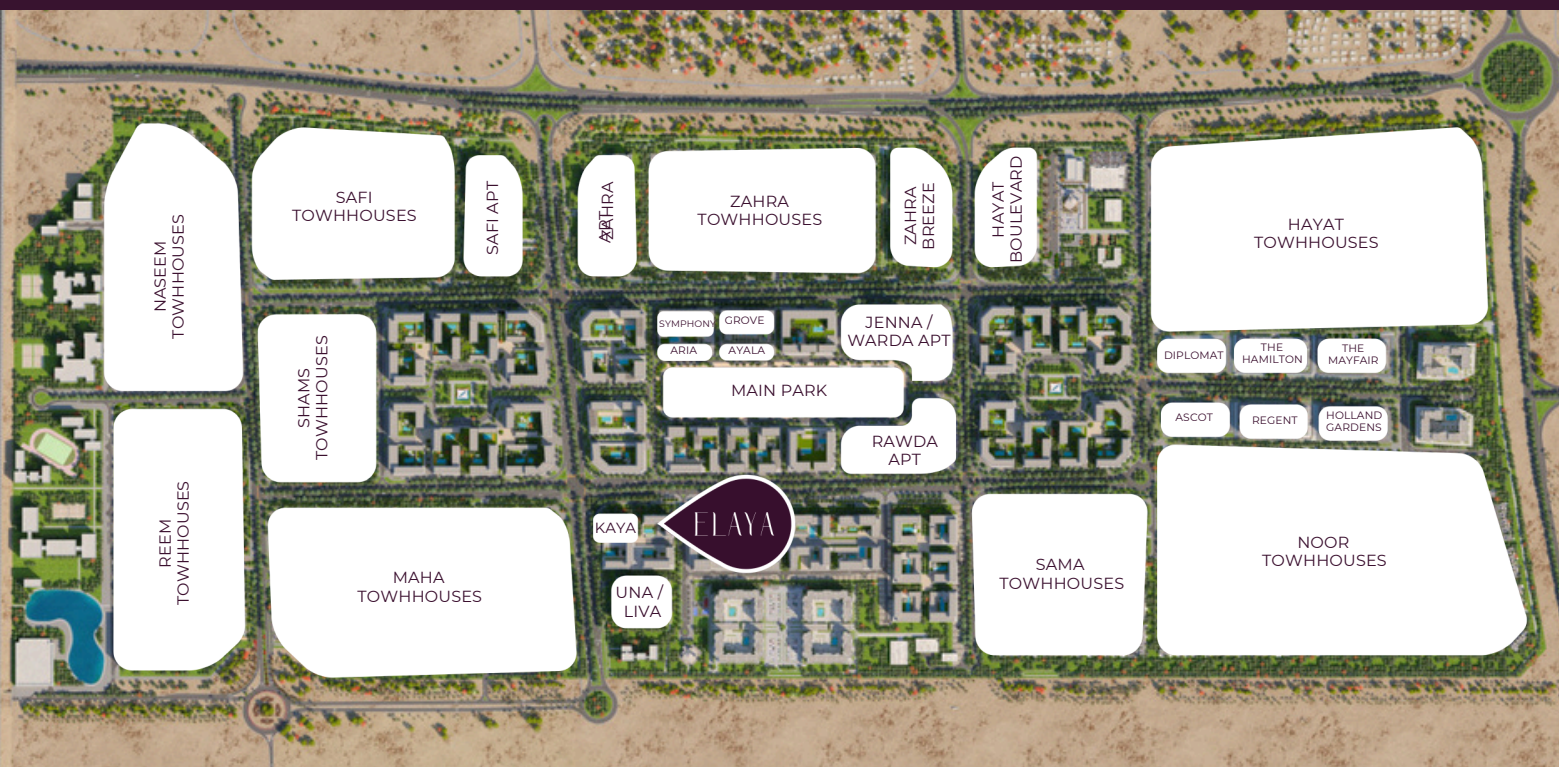 NASEEM
TOWHHOUSES
SAFI
TOWHHOUSES
SAFI APT
ZAHRA
APT
ZAHRA
TOWHHOUSES
ZAHRA
BREEZE
HAYAT
BOULEVARD
HAYAT
TOWHHOUSES
SHAMS
TOWHHOUSES
SYMPHONY
GROVE
ARIA
AYALA
JENNA /
WARDA APT
MAIN PARK
RAWDA
APT
DIPLOMAT
THE
HAMILTON
THE
MAYFAIR
ASCOT
REGENT
HOLLAND
GARDENS
REEM
TOWHHOUSES
MAHA
TOWHHOUSES
KAYA
ELAYA
UNA /
LIVA
SAMA
TOWHHOUSES
NOOR
TOWHHOUSES